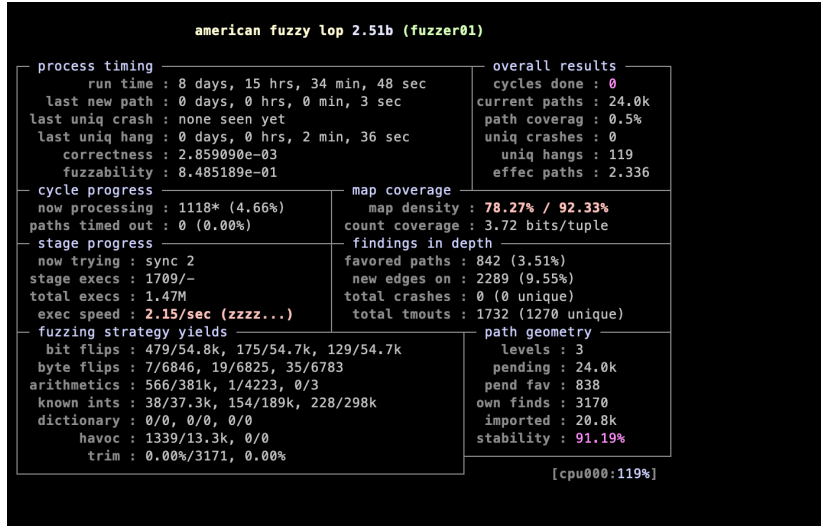 american fuzzy lop 2.51b (fuzzer01)
process timing overall results
run time : 8 days, 15 hrs, 34 min, 48 sec cycles done : 0
last new path : 0 days, 0 hrs, 0 min, 3 sec current paths : 24.0k
last uniq crash : none seen yet path coverag : 0.5%
last uniq hang : 0 days, 0 hrs, 2 min, 36 sec uniq crashes : 0
correctness : 2.859090e-03 uniq hangs : 119
fuzzability : 8.485189e-01 effec paths : 2.336
cycle progress map coverage
now processing : 1118* (4.66%) map density : 78.27% / 92.33%
paths timed out : 0 (0.00%) count coverage : 3.72 bits/tuple
stage progress findings in depth
now trying : sync 2 favored paths : 842 (3.51%)
stage execs : 1709/- new edges on : 2289 (9.55%)
total execs : 1.47M total crashes : 0 (0 unique)
exec speed : 2.15/sec (zzzz...) total tmouts : 1732 (1270 unique)
fuzzing strategy yields path geometry
bit flips : 479/54.8k, 175/54.7k, 129/54.7k levels : 3
byte flips : 7/6846, 19/6825, 35/6783 pending : 24.0k
arithmetics : 566/381k, 1/4223, 0/3 pend fav : 838
known ints : 38/37.3k, 154/189k, 228/298k own finds : 3170
dictionary : 0/0, 0/0, 0/0 imported : 20.8k
havoc : 1339/13.3k, 0/0 stability : 91.19%
trim : 0.00%/3171, 0.00%
[cpu000:119%]